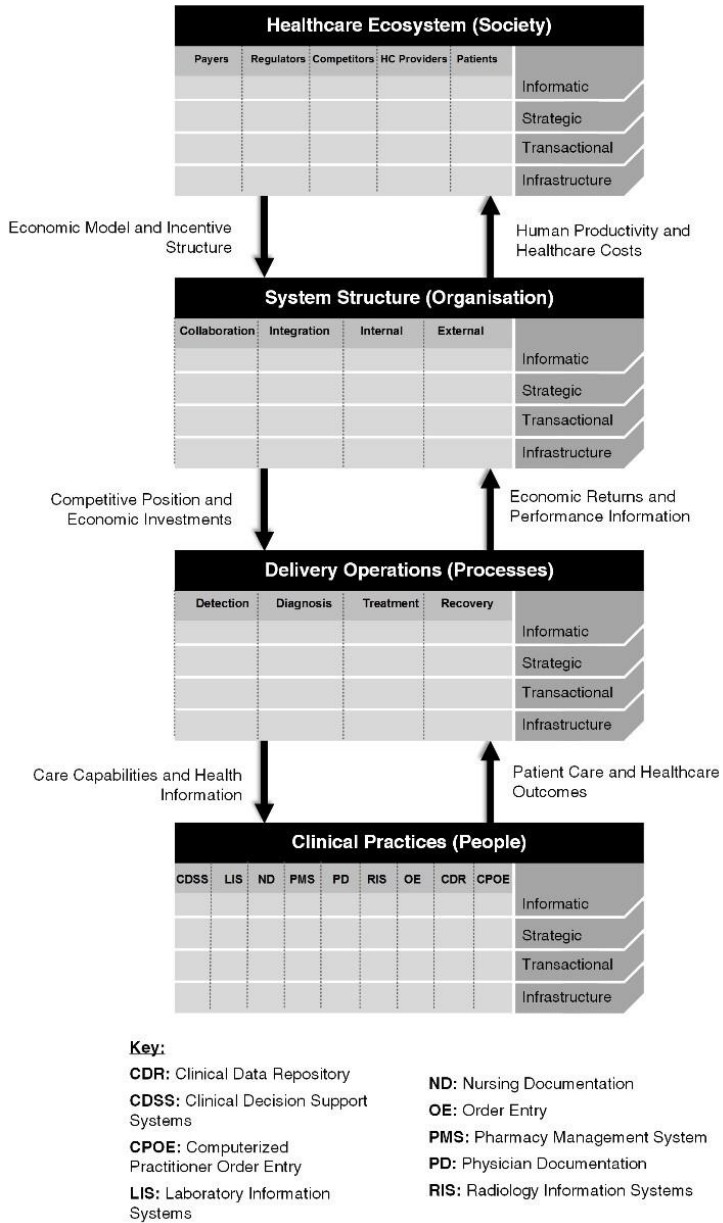 Healthcare Ecosystem (Society)
Payers Regulators Competitors HC Providers Patients
Informatic
Strategic
Transactional
Infrastructure
Economic Model and Incentive
Structure
Human Productivity and
Healthcare Costs
System Structure (Organisation)
Collaboration Integration Internal External
Informatic
Strategic
Transactional
Infrastructure
Competitive Position and
Economic Investments
Economic Returns and
Performance Information
Delivery Operations (Processes)
Detection Diagnosis Treatment Recovery
Informatic
Strategic
Transactional
Infrastructure
Care Capabilities and Health
Information
Patient Care and Healthcare
Outcomes
Clinical Practices (People)
CDSS LIS ND PMS PD RIS OE CDR CPOE
Informatic
Strategic
Transactional
Infrastructure
Key:
CDR: Clinical Data Repository
CDSS: Clinical Decision Support
Systems
CPOE: Computerized
Practitioner Order Entry
LIS: Laboratory Information
Systems
ND: Nursing Documentation
OE: Order Entry
PMS: Pharmacy Management System
PD: Physician Documentation
RIS: Radiology Information Systems